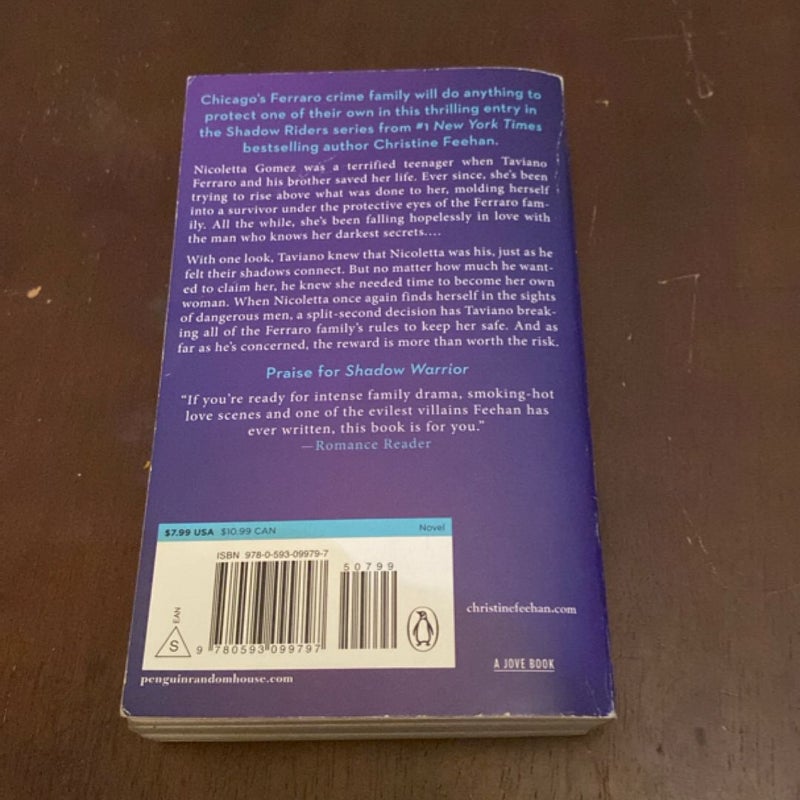 Chicago's Ferraro crime family will do anything to
protect one of their own in this thrilling entry in
the Shadow Riders series from #1 New York Times
bestselling author Christine Feehan.
Nicoletta Gomez was a terrified teenager when Taviano
Ferraro and his brother saved her life. Ever since, she's been
trying to rise above what was done to her, molding herself
into a survivor under the protective eyes of the Ferraro fam-
ily. All the while, she's been falling hopelessly in love with
the man who knows her darkest secrets....
With one look, Taviano knew that Nicoletta was his, just as he
felt their shadows connect. But no matter how much he want-
ed to claim her, he knew she needed time to become her own
woman. When Nicoletta once again finds herself in the sights
of dangerous men, a split-second decision has Taviano break-
ing all of the Ferraro family's rules to keep her safe. And as
far as he's concerned, the reward is more than worth the risk.
Praise for Shadow Warrior
"If you're ready for intense family drama, smoking-hot
love scenes and one of the evilest villains Feehan has
ever written, this book is for you."
—Romance Reader
$7.99 USA $10.99 CAN Novel
ISBN 978-0-593-09979-7
50799
EAN
S
9 780593 099797
christinefeehan.com
A JOVE BOOK
penguinrandomhouse.com